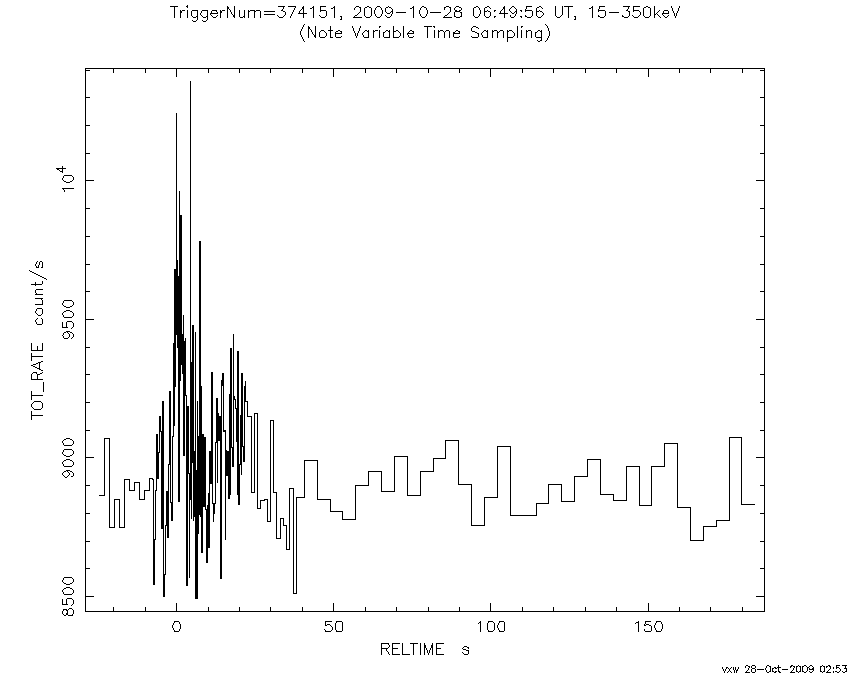 TriggerNum=374151, 2009-10-28 06:49:56 UT, 15-350keV
(Note Variable Time Sampling)
TOT_RATE count/s
10⁴
9500
9000
8500
0 50 100 150
RELTIME s
vxw 28-Oct-2009 02:53